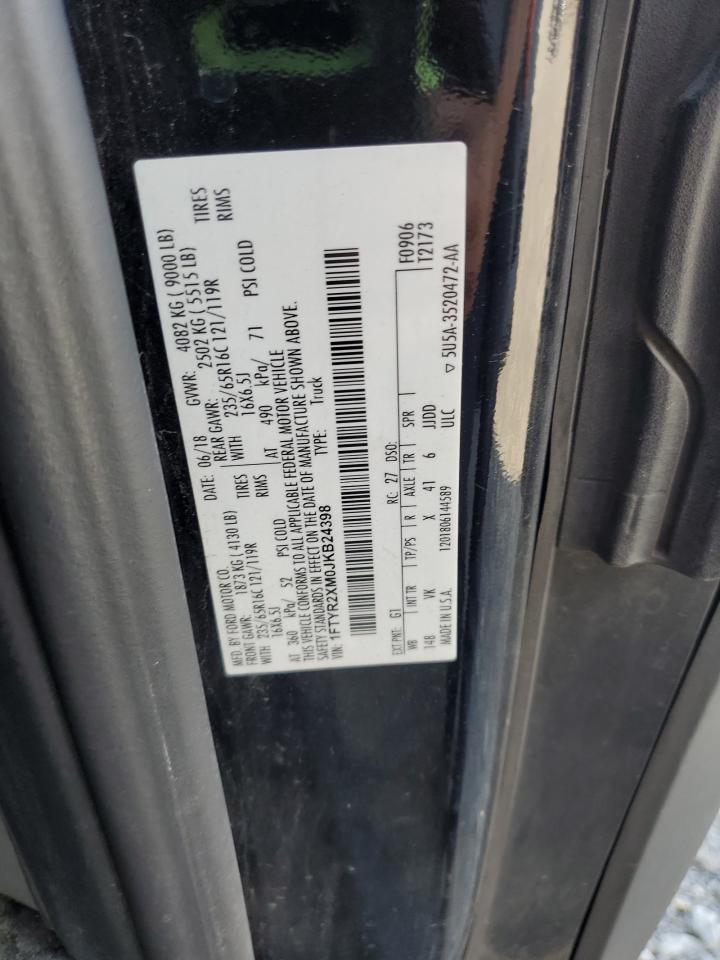 MFD. BY FORD MOTOR CO. DATE: 06/18 GVWR: 4082 KG ( 9000 LB)
FRONT GAWR: 1873 KG ( 4130 LB) REAR GAWR: 2502 KG ( 5515 LB)
235/65R16C 121/119R TIRES 235/65R16C 121/119R TIRES
WITH 16X6.5J RIMS WITH 16X6.5J RIMS
AT 360 kPa/ 52 PSI COLD AT 490 kPa/ 71 PSI COLD
THIS VEHICLE CONFORMS TO ALL APPLICABLE FEDERAL MOTOR VEHICLE
SAFETY STANDARDS IN EFFECT ON THE DATE OF MANUFACTURE SHOWN ABOVE.
VIN: 1FTYR2XM0JKB24398 TYPE: Truck
F0906
T2173
EXT PNT: G1 RC: 27 DSO:
WB INT TR TP/PS R AXLE TR SPR
148 VK X 41 6 JJDD
MADE IN U.S.A. 1201806144589 ULC
▽ 5U5A-3520472-AA